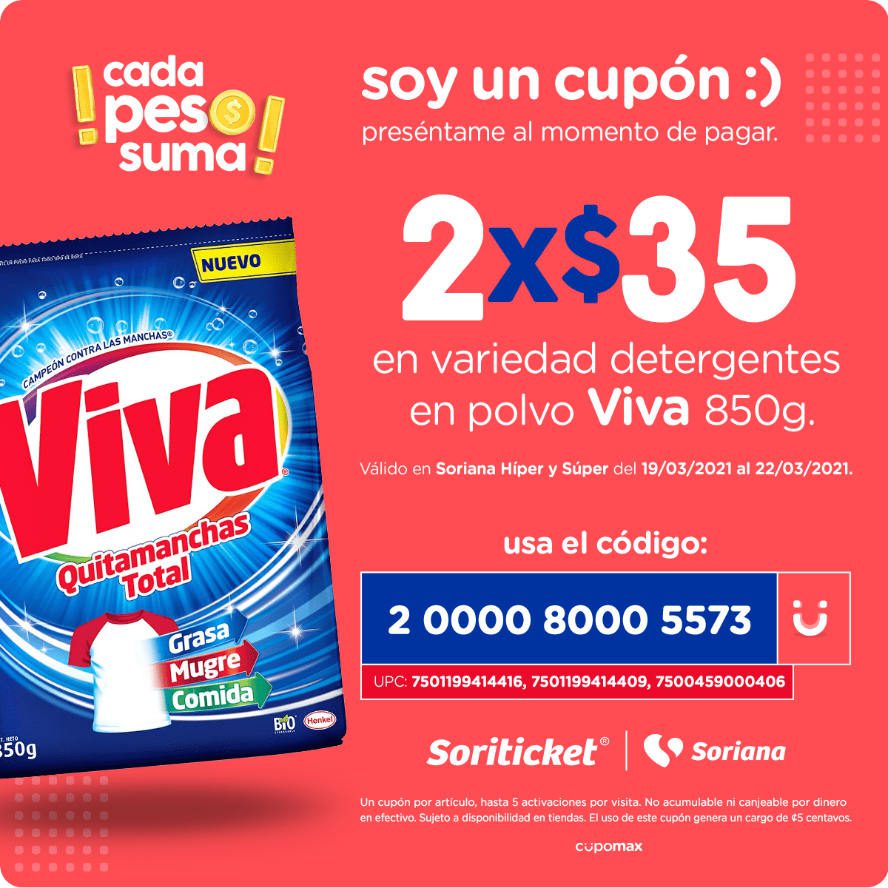 cada
peso
suma
soy un cupón :)
preséntame al momento de pagar.
2x$35
en variedad detergentes
en polvo Viva 850g.
Válido en Soriana Híper y Súper del 19/03/2021 al 22/03/2021.
NUEVO
CAMPEÓN CONTRA LAS MANCHAS®
Viva®
Quitamanchas
Total
Grasa
Mugre
Comida
BIO
Henkel
850g
usa el código:
2 0000 8000 5573
UPC: 7501199414416, 7501199414409, 7500459000406
Soriticket® | Soriana
Un cupón por artículo, hasta 5 activaciones por visita. No acumulable ni canjeable por dinero
en efectivo. Sujeto a disponibilidad en tiendas. El uso de este cupón genera un cargo de ¢5 centavos.
cupomax